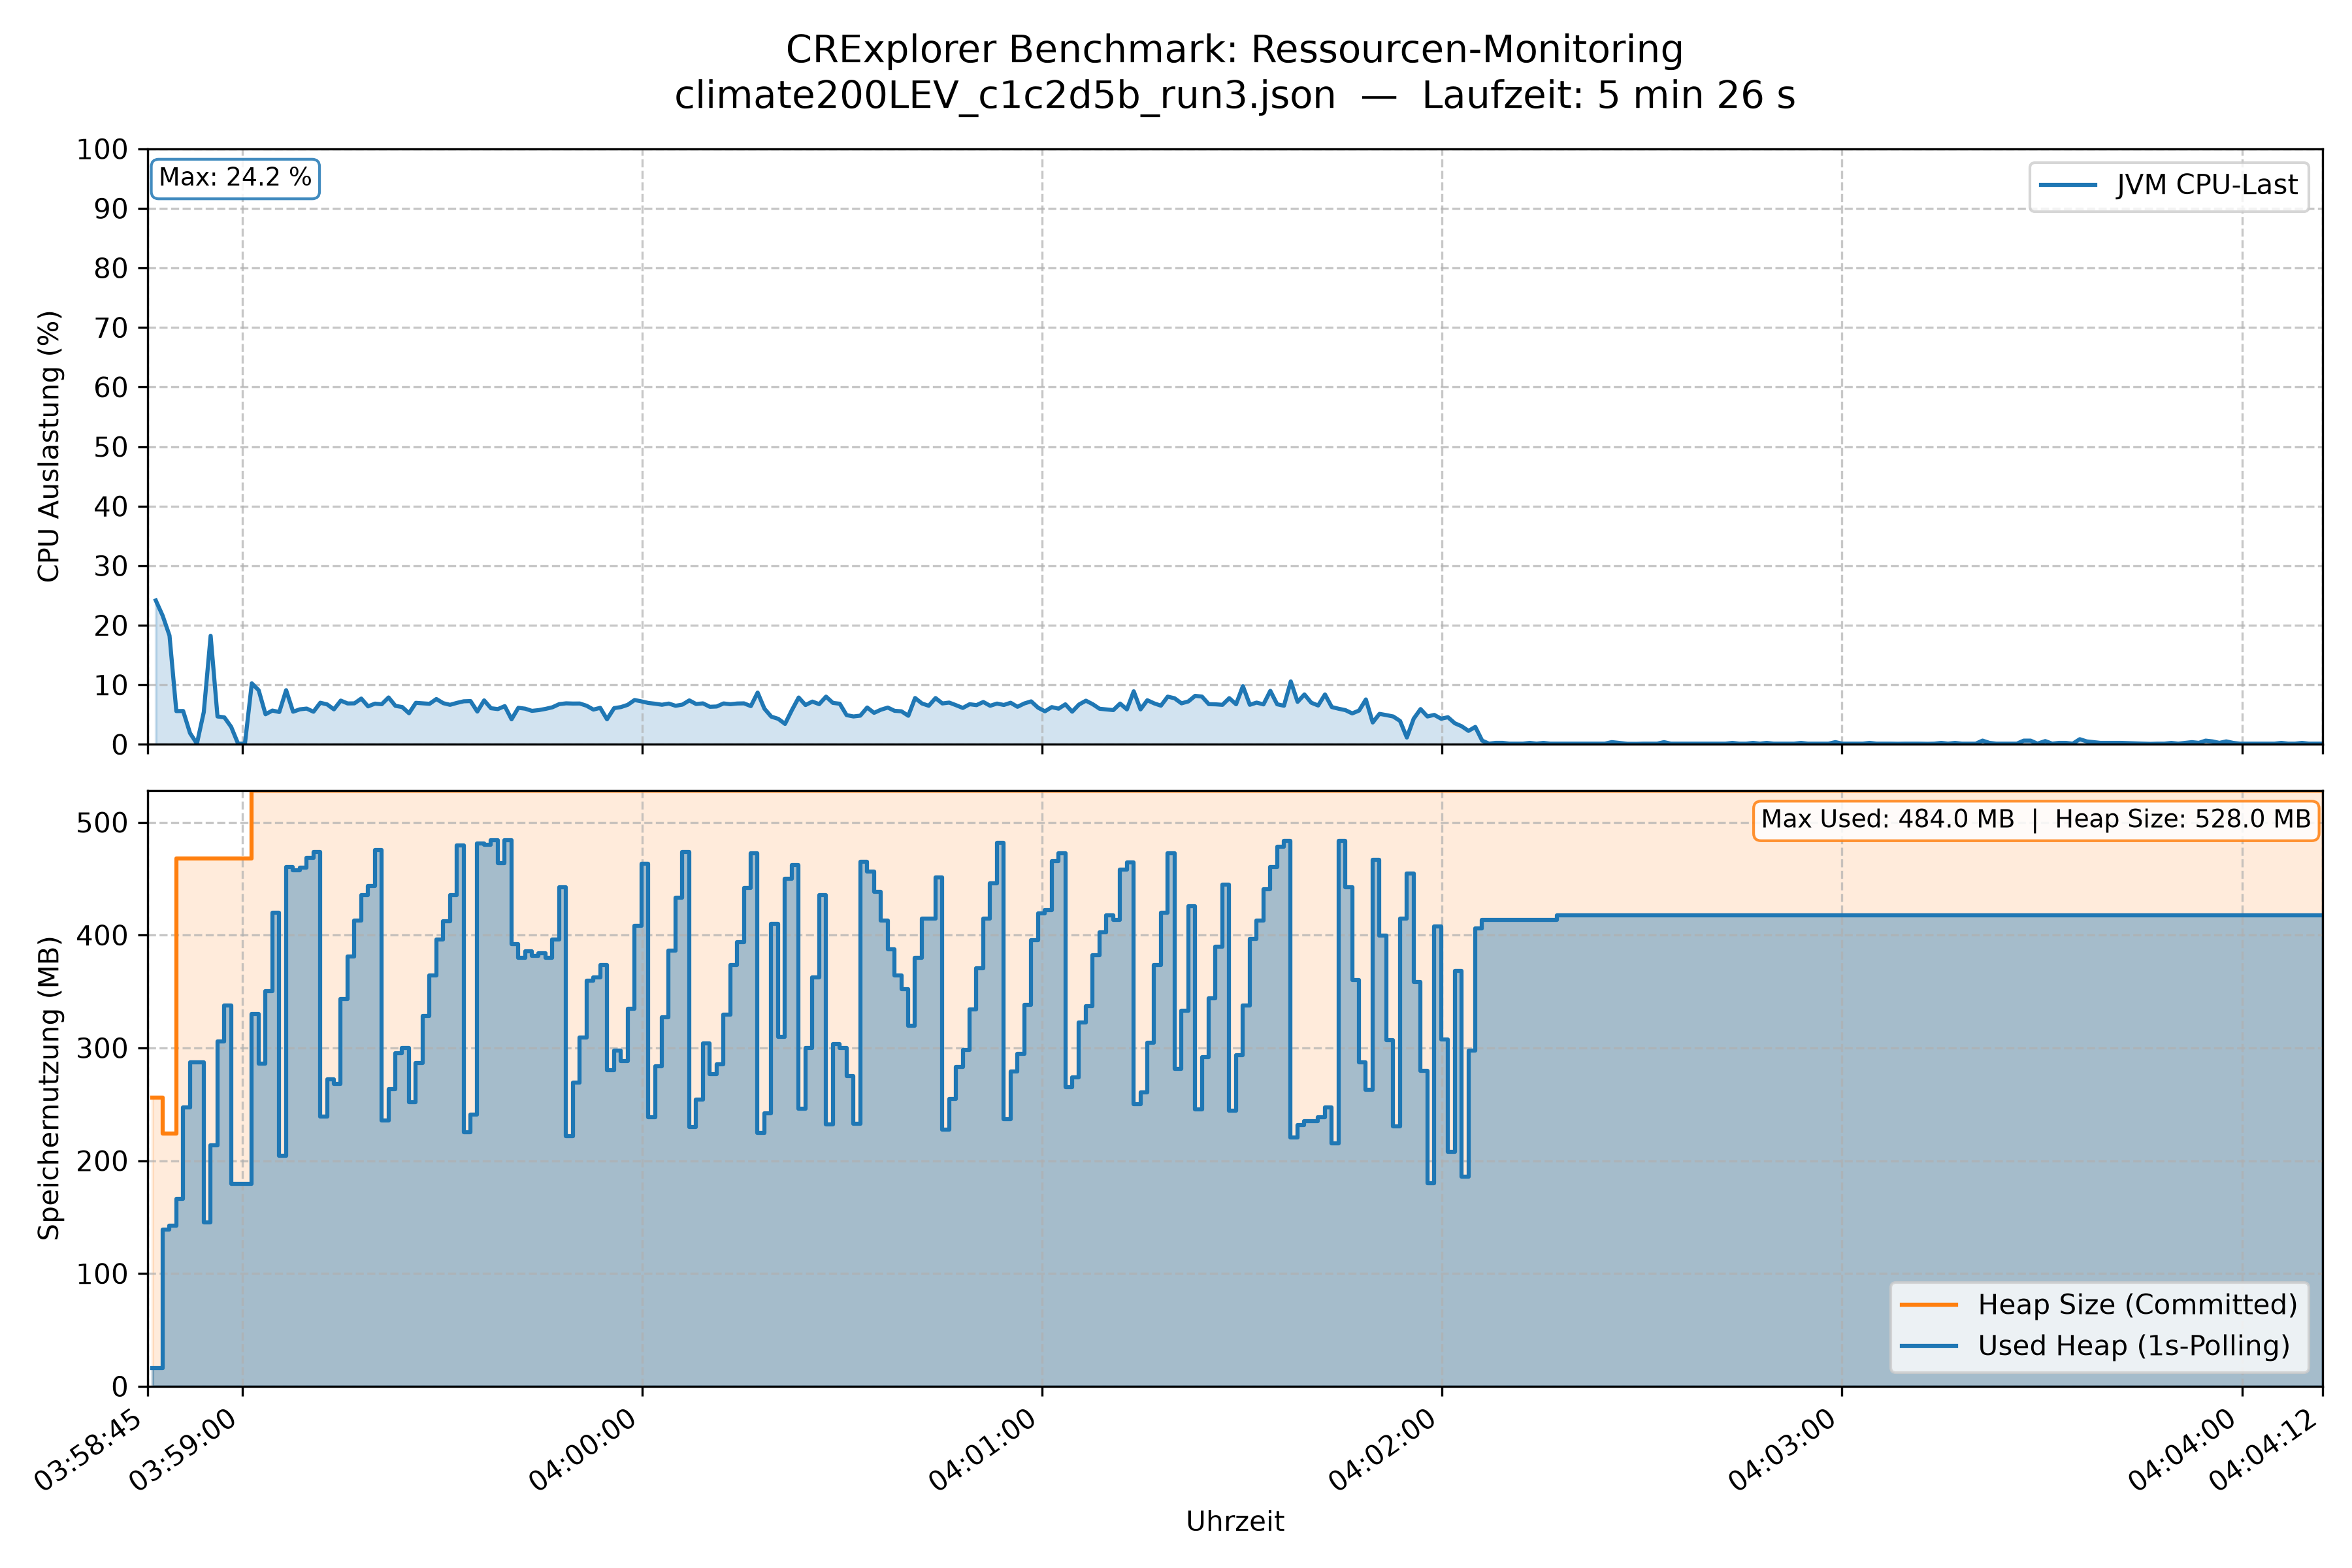 CRExplorer Benchmark: Ressourcen-Monitoring
climate200LEV_c1c2d5b_run3.json — Laufzeit: 5 min 26 s
Max: 24.2 %
JVM CPU-Last
CPU Auslastung (%)
100
90
80
70
60
50
40
30
20
10
0
Max Used: 484.0 MB | Heap Size: 528.0 MB
Speichernutzung (MB)
500
400
300
200
100
0
Heap Size (Committed)
Used Heap (1s-Polling)
03:58:45
03:59:00
04:00:00
04:01:00
04:02:00
04:03:00
04:04:00
04:04:12
Uhrzeit